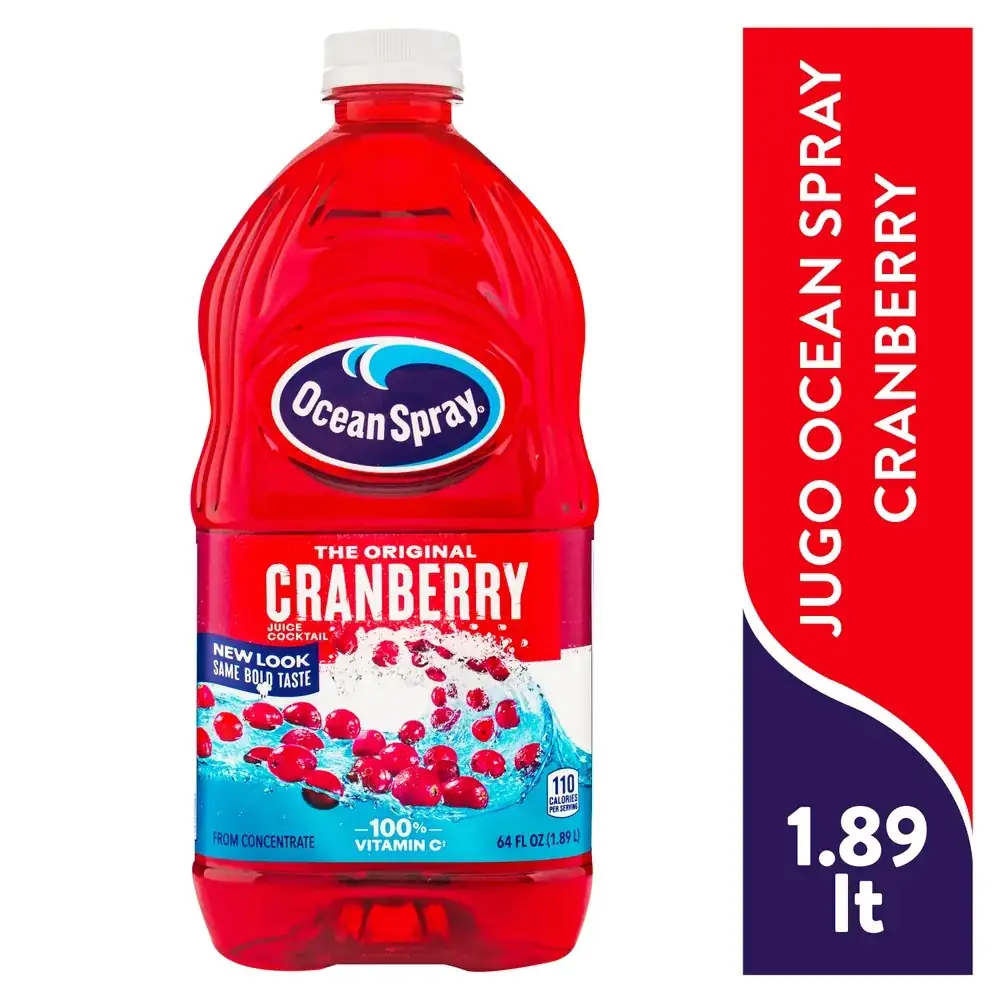 Ocean Spray®
THE ORIGINAL
CRANBERRY
JUICE
COCKTAIL
NEW LOOK
SAME BOLD TASTE
110
CALORIES
PER SERVING
100%
VITAMIN C
FROM CONCENTRATE
64 FL OZ (1.89 L)
JUGO OCEAN SPRAY
CRANBERRY
1.89
lt